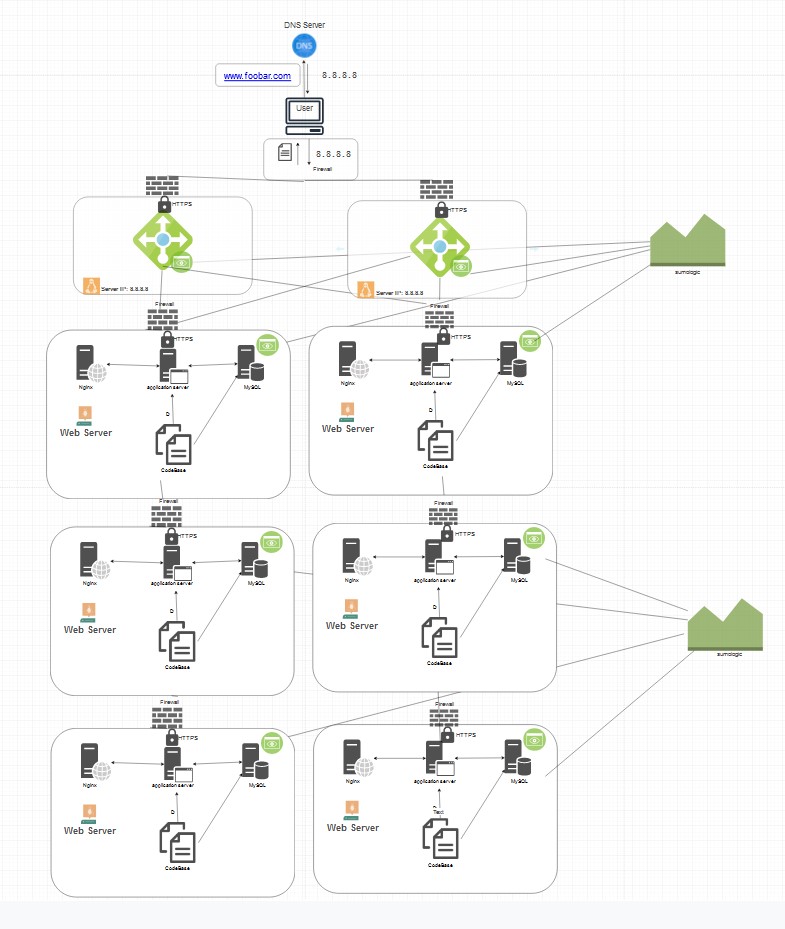 DNS Server
DNS
www.foobar.com
8.8.8.8
User
8.8.8.8
Firewall
HTTPS
HTTPS
sumologic
Server IP: 8.8.8.8
Server IP: 8.8.8.8
Firewall
Firewall
HTTPS
HTTPS
Nginx
application server
MySQL
Nginx
application server
MySQL
D
D
Web Server
Web Server
CodeBase
CodeBase
Firewall
Firewall
HTTPS
HTTPS
Nginx
application server
MySQL
Nginx
application server
MySQL
D
D
Web Server
Web Server
sumologic
CodeBase
CodeBase
Firewall
Firewall
HTTPS
HTTPS
Nginx
application server
MySQL
Nginx
application server
MySQL
D
Text
Web Server
Web Server
CodeBase
CodeBase